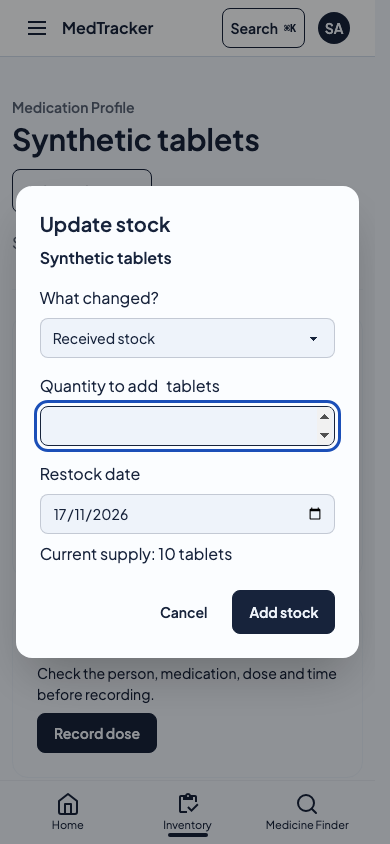 MedTracker
Search ⌘K
SA
Medication Profile
Synthetic tablets
Update stock
Synthetic tablets
What changed?
Received stock
Quantity to add tablets
Restock date
17/11/2026
Current supply: 10 tablets
Cancel
Add stock
Check the person, medication, dose and time
before recording.
Record dose
Home
Inventory
Medicine Finder